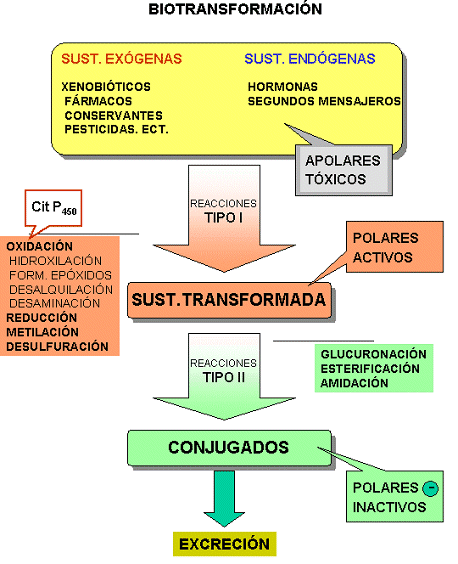 BIOTRANSFORMACIÓN
SUST. EXÓGENAS
XENOBIÓTICOS
FÁRMACOS
CONSERVANTES
PESTICIDAS. ECT.
SUST. ENDÓGENAS
HORMONAS
SEGUNDOS MENSAJEROS
APOLARES
TÓXICOS
REACCIONES
TIPO I
Cit P450
OXIDACIÓN
HIDROXILACIÓN
FORM. EPÓXIDOS
DESALQUILACIÓN
DESAMINACIÓN
REDUCCIÓN
METILACIÓN
DESULFURACIÓN
POLARES
ACTIVOS
SUST.TRANSFORMADA
REACCIONES
TIPO II
GLUCURONACIÓN
ESTERIFICACIÓN
AMIDACIÓN
CONJUGADOS
POLARES -
INACTIVOS
EXCRECIÓN